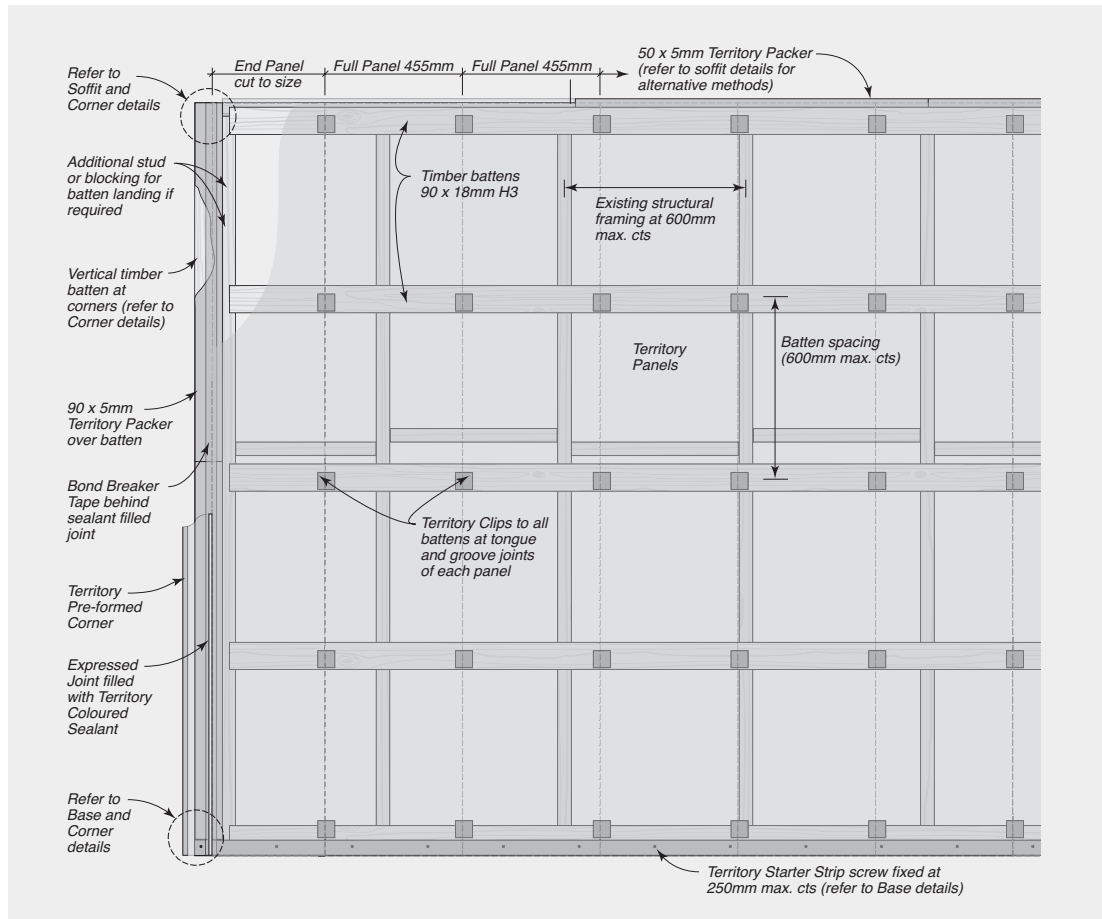 Refer to
Soffit and
Corner details
End Panel
cut to size
Full Panel 455mm
Full Panel 455mm
50 x 5mm Territory Packer
(refer to soffit details for
alternative methods)
Additional stud
or blocking for
batten landing if
required
Timber battens
90 x 18mm H3
Existing structural
framing at 600mm
max. cts
Vertical timber
batten at
corners (refer to
Corner details)
Territory
Panels
Batten spacing
(600mm max. cts)
90 x 5mm
Territory Packer
over batten
Bond Breaker
Tape behind
sealant filled
joint
Territory Clips to all
battens at tongue
and groove joints
of each panel
Territory
Pre-formed
Corner
Expressed
Joint filled
with Territory
Coloured
Sealant
Refer to
Base and
Corner
details
Territory Starter Strip screw fixed at
250mm max. cts (refer to Base details)